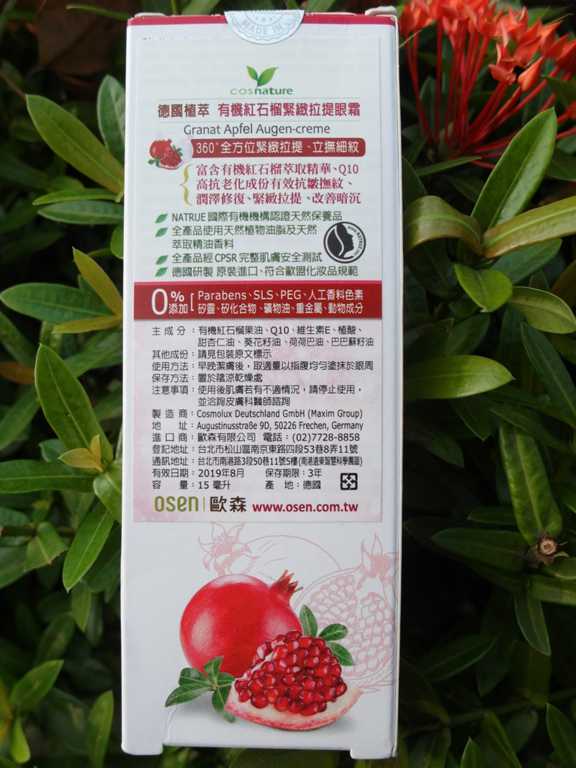 MADE IN
cosnature
德國植萃 有機紅石榴緊緻拉提眼霜
Granat Apfel Augen-creme
360°全方位緊緻拉提、立撫細紋
富含有機紅石榴萃取精華、Q10
高抗老化成份有效抗皺撫紋、
潤澤修復、緊緻拉提、改善暗沉
NATRUE 國際有機機構認證天然保養品
全產品使用天然植物油脂及天然
萃取精油香料
全產品經 CPSR 完整肌膚安全測試
德國研製 原裝進口、符合歐盟化妝品規範
0% 添加
Parabens、SLS、PEG、人工香料色素
矽靈、矽化合物、礦物油、重金屬、動物成分
主成分：有機紅石榴果油、Q10、維生素E、植酸、
甜杏仁油、葵花籽油、荷荷巴油、巴巴蘇籽油
其他成份：請見包裝原文標示
使用方法：早晚潔膚後，取適量以指腹均勻塗抹於眼周
保存方法：置於陰涼乾燥處
注意事項：使用後肌膚若有不適情況，請停止使用，
並洽詢皮膚科醫師諮詢
製造商：Cosmolux Deutschland GmbH (Maxim Group)
地址：Augustinusstraße 9D, 50226 Frechen, Germany
進口商：歐森有限公司 電話：(02)7728-8858
登記地址：台北市松山區南京東路四段53巷8弄11號
通訊地址：台北市南港路3段50巷11號5樓(南港遠東智慧科學園區)
有效日期：2019年8月 保存期限：3年
容量：15 毫升 產地：德國
osen 歐森 www.osen.com.tw